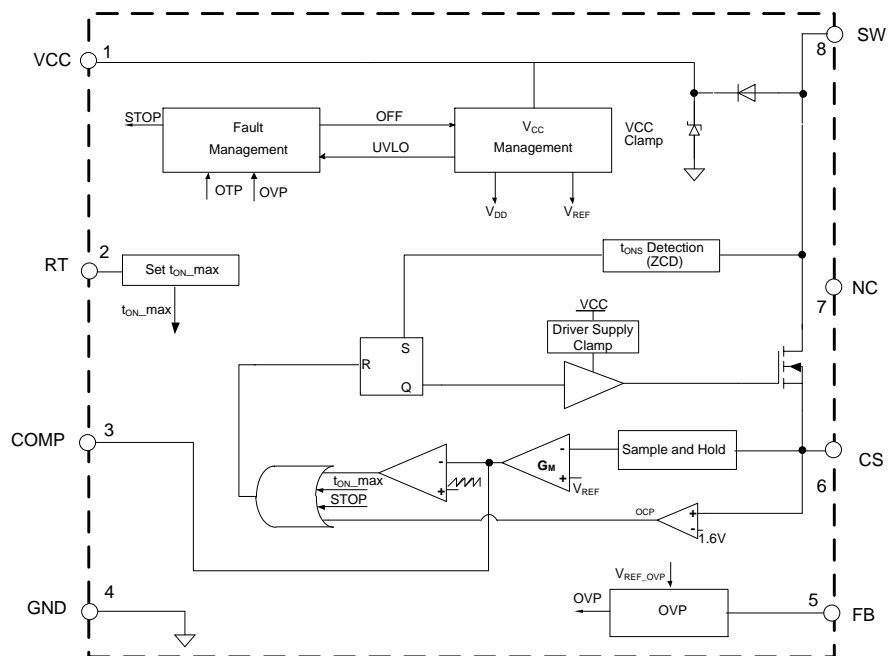 SW
8
VCC
1
STOP
Fault
Management
OFF
UVLO
VCC
Management
VCC
Clamp
OTP
OVP
VDD
VREF
RT
2
Set tON_max
tON_max
tONS Detection
(ZCD)
NC
7
VCC
Driver Supply
Clamp
S
R
Q
COMP
3
-
+
-
GM
+
VREF
Sample and Hold
CS
6
tON_max
STOP
OCP
+
-
1.6V
GND
4
VREF_OVP
OVP
OVP
5
FB